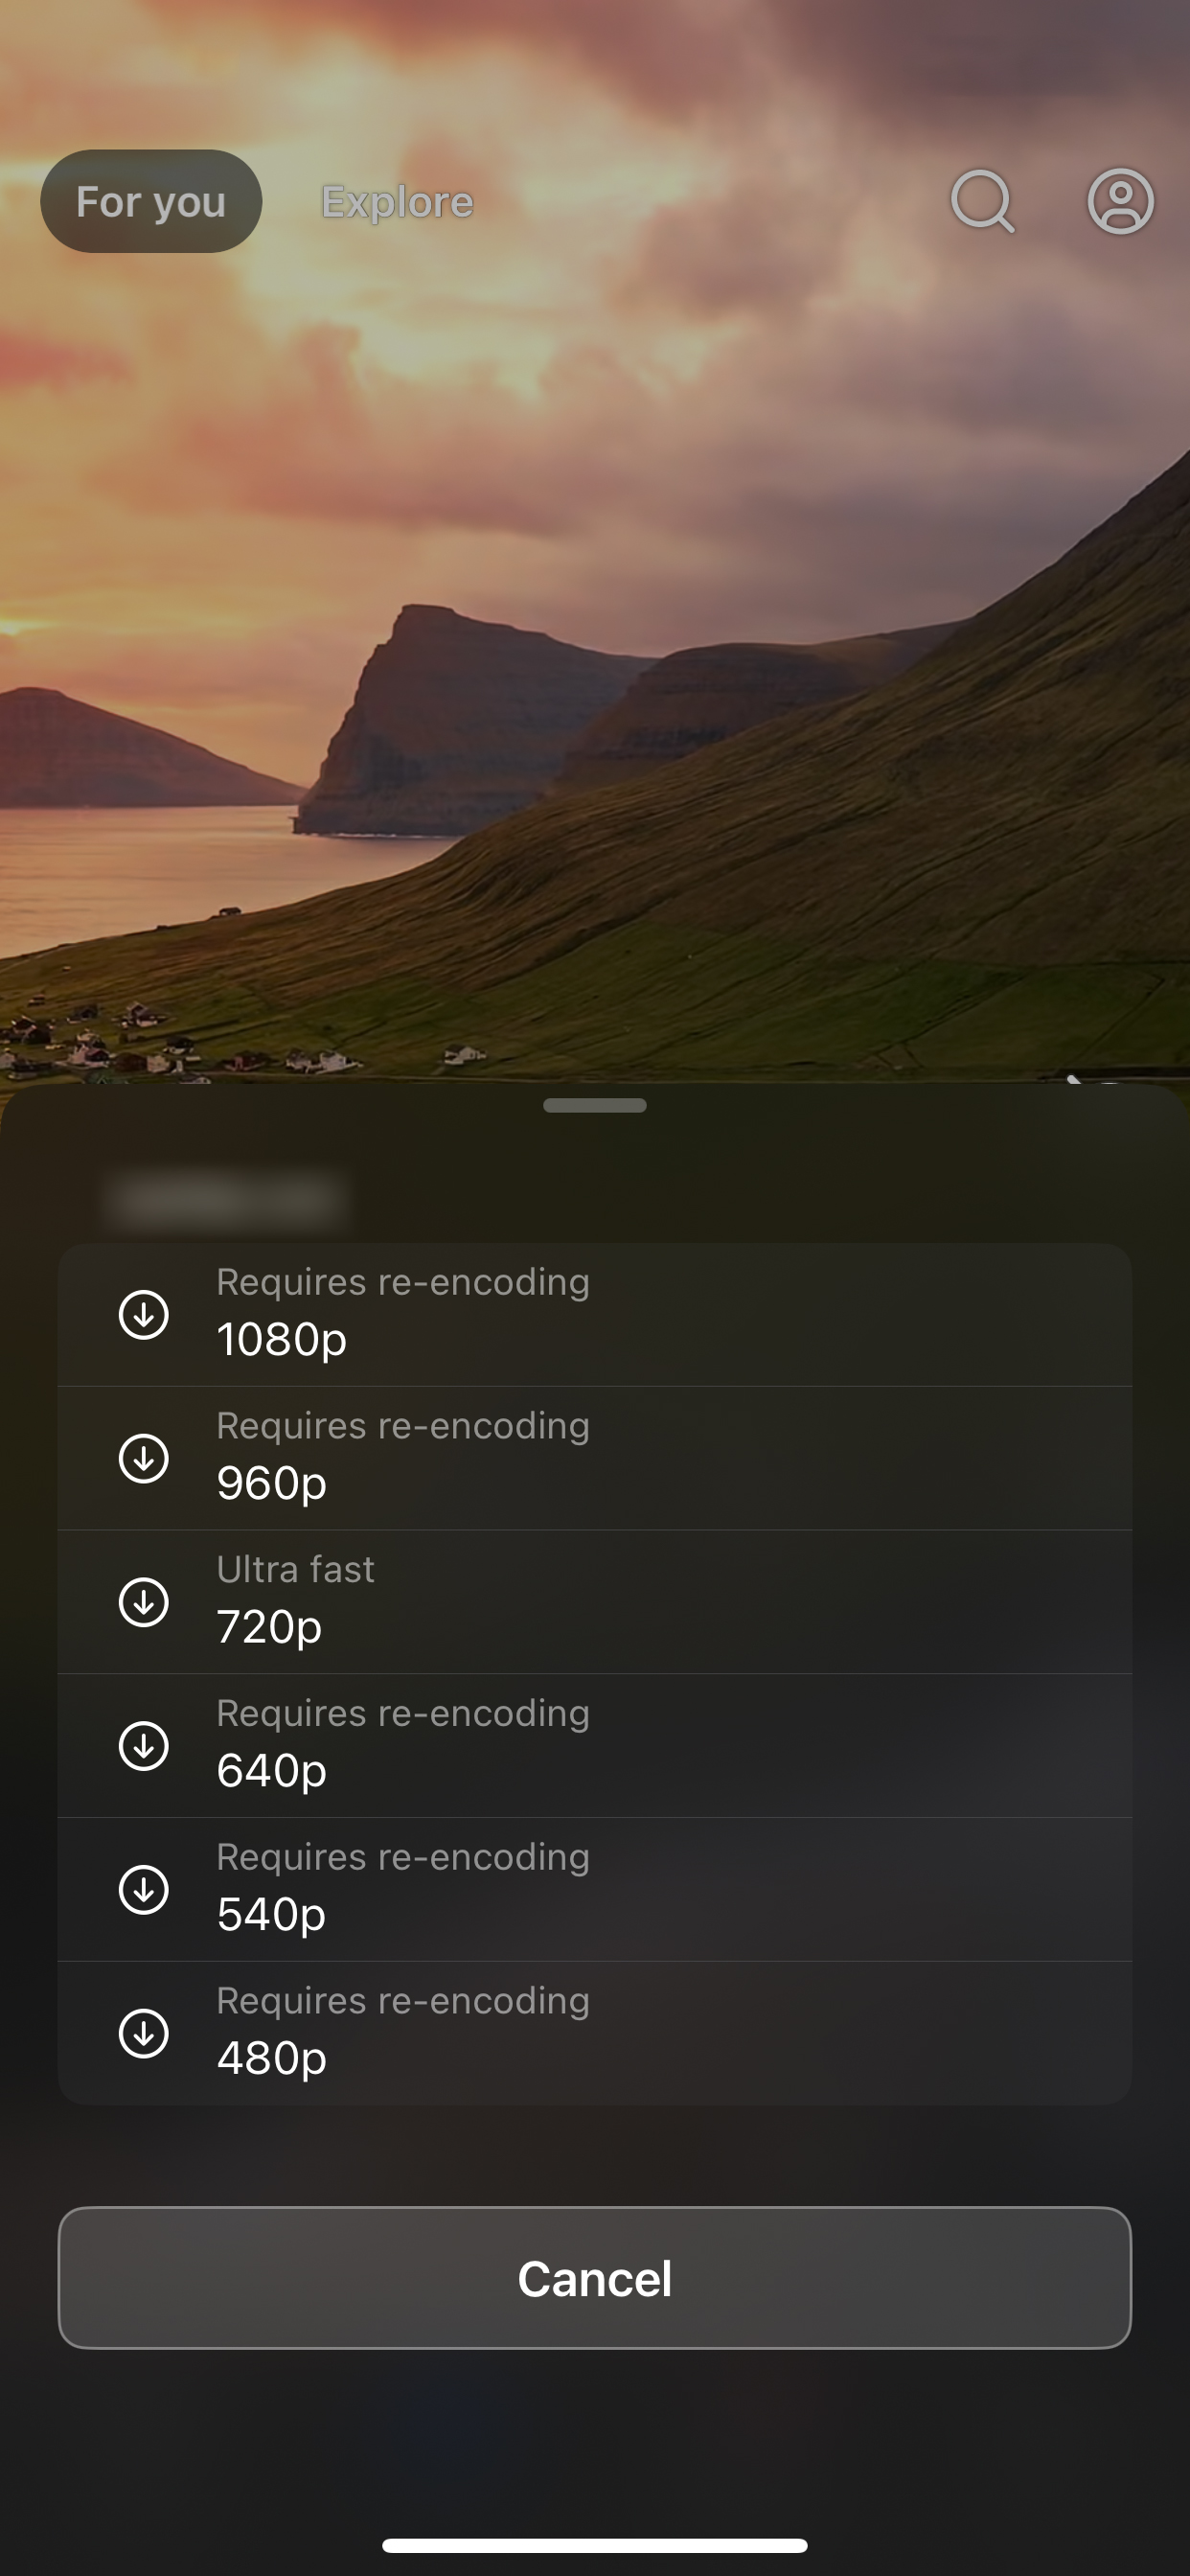 For you Explore
Requires re-encoding
1080p
Requires re-encoding
960p
Ultra fast
720p
Requires re-encoding
640p
Requires re-encoding
540p
Requires re-encoding
480p
Cancel